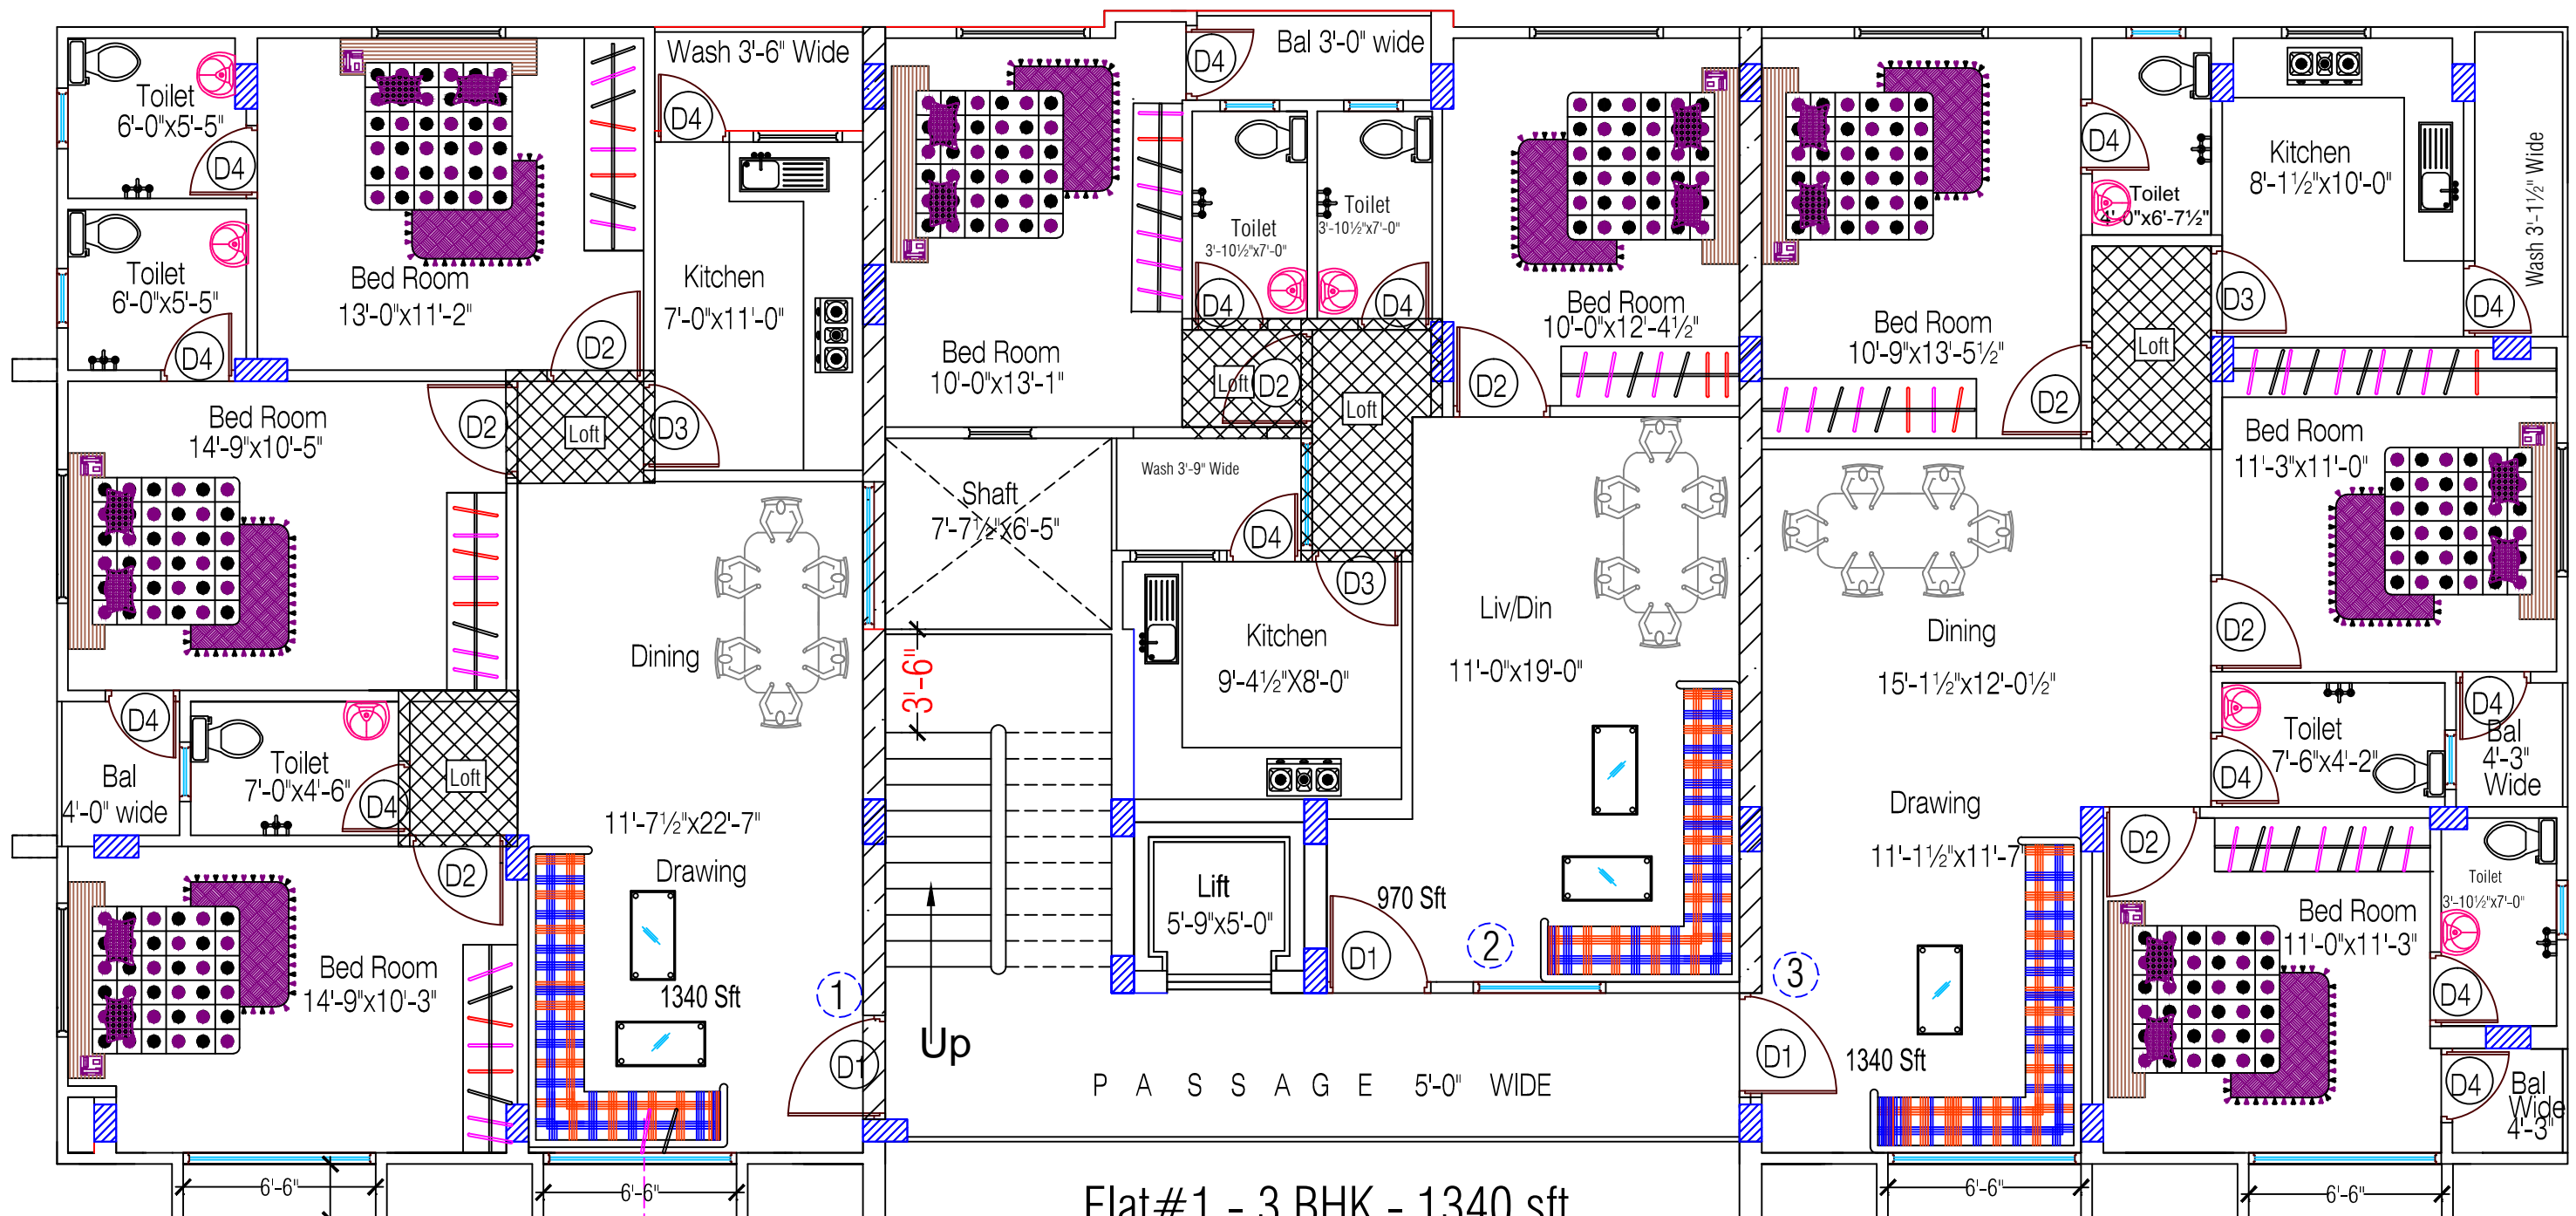 Toilet
6'-0"x5'-5"
D4
Toilet
6'-0"x5'-5"
D4
Bed Room
13'-0"x11'-2"
D2
Wash 3'-6" Wide
D4
Kitchen
7'-0"x11'-0"
D3
Loft
D2
Bed Room
14'-9"x10'-5"
D4
Bal
4'-0" wide
Toilet
7'-0"x4'-6"
D4
Loft
D2
Bed Room
14'-9"x10'-3"
Dining
11'-7½"x22'-7"
Drawing
1340 Sft
1
D1
6'-6"
6'-6"
Bed Room
10'-0"x13'-1"
D4
Bal 3'-0" wide
Toilet
3'-10½"x7'-0"
D4
Toilet
3'-10½"x7'-0"
D4
Loft
D2
Loft
Bed Room
10'-0"x12'-4½"
D2
Shaft
7'-7½"x6'-5"
Wash 3'-9" Wide
D4
D3
Kitchen
9'-4½"X8'-0"
Liv/Din
11'-0"x19'-0"
3'-6"
Up
Lift
5'-9"x5'-0"
970 Sft
D1
2
PASSAGE 5'-0" WIDE
Flat#1 - 3 BHK - 1340 sft
Bed Room
10'-9"x13'-5½"
D2
D4
Toilet
4'-0"x6'-7½"
Loft
Kitchen
8'-1½"x10'-0"
D3
D4
Wash 3'-1½" Wide
Bed Room
11'-3"x11'-0"
D2
Dining
15'-1½"x12'-0½"
Toilet
7'-6"x4'-2"
D4
D4
Bal
4'-3"
Wide
Drawing
11'-1½"x11'-7"
D2
Toilet
3'-10½"x7'-0"
D4
Bed Room
11'-0"x11'-3"
3
D1
1340 Sft
D4
Bal
Wide
4'-3"
6'-6"
6'-6"